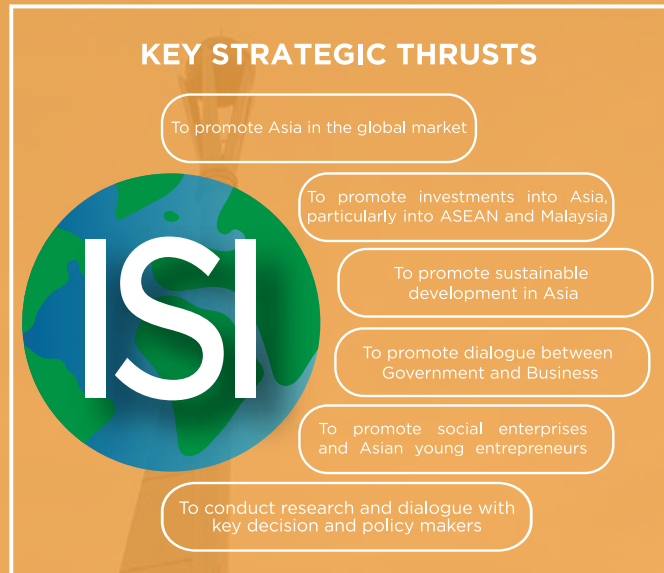 KEY STRATEGIC THRUSTS
To promote Asia in the global market
To promote investments into Asia,
particularly into ASEAN and Malaysia
ISI
To promote sustainable
development in Asia
To promote dialogue between
Government and Business
To promote social enterprises
and Asian young entrepreneurs
To conduct research and dialogue with
key decision and policy makers